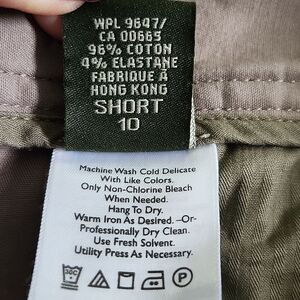 WPL 9647/
CA 00665
96% COTON
4% ELASTANE
FABRIQUÉ À
HONG KONG
SHORT
10
Machine Wash Cold Delicate
With Like Colors.
Only Non-Chlorine Bleach
When Needed.
Hang To Dry.
Warm Iron As Desired. -Or-
Professionally Dry Clean.
Use Fresh Solvent.
Utility Press As Necessary.